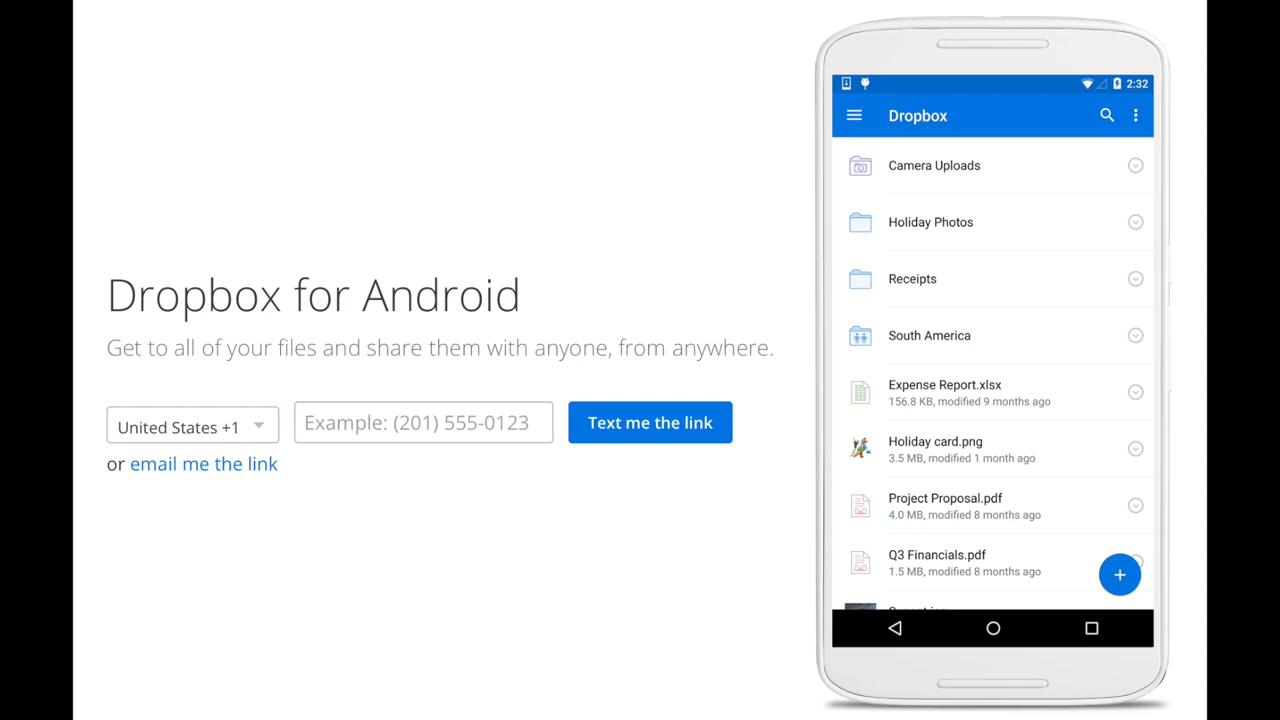 Dropbox for Android
Get to all of your files and share them with anyone, from anywhere.
United States +1
Example: (201) 555-0123
Text me the link
or email me the link
2:32
Dropbox
Camera Uploads
Holiday Photos
Receipts
South America
Expense Report.xlsx
156.8 KB, modified 9 months ago
Holiday card.png
3.5 MB, modified 1 month ago
Project Proposal.pdf
4.0 MB, modified 8 months ago
Q3 Financials.pdf
1.5 MB, modified 8 months ago